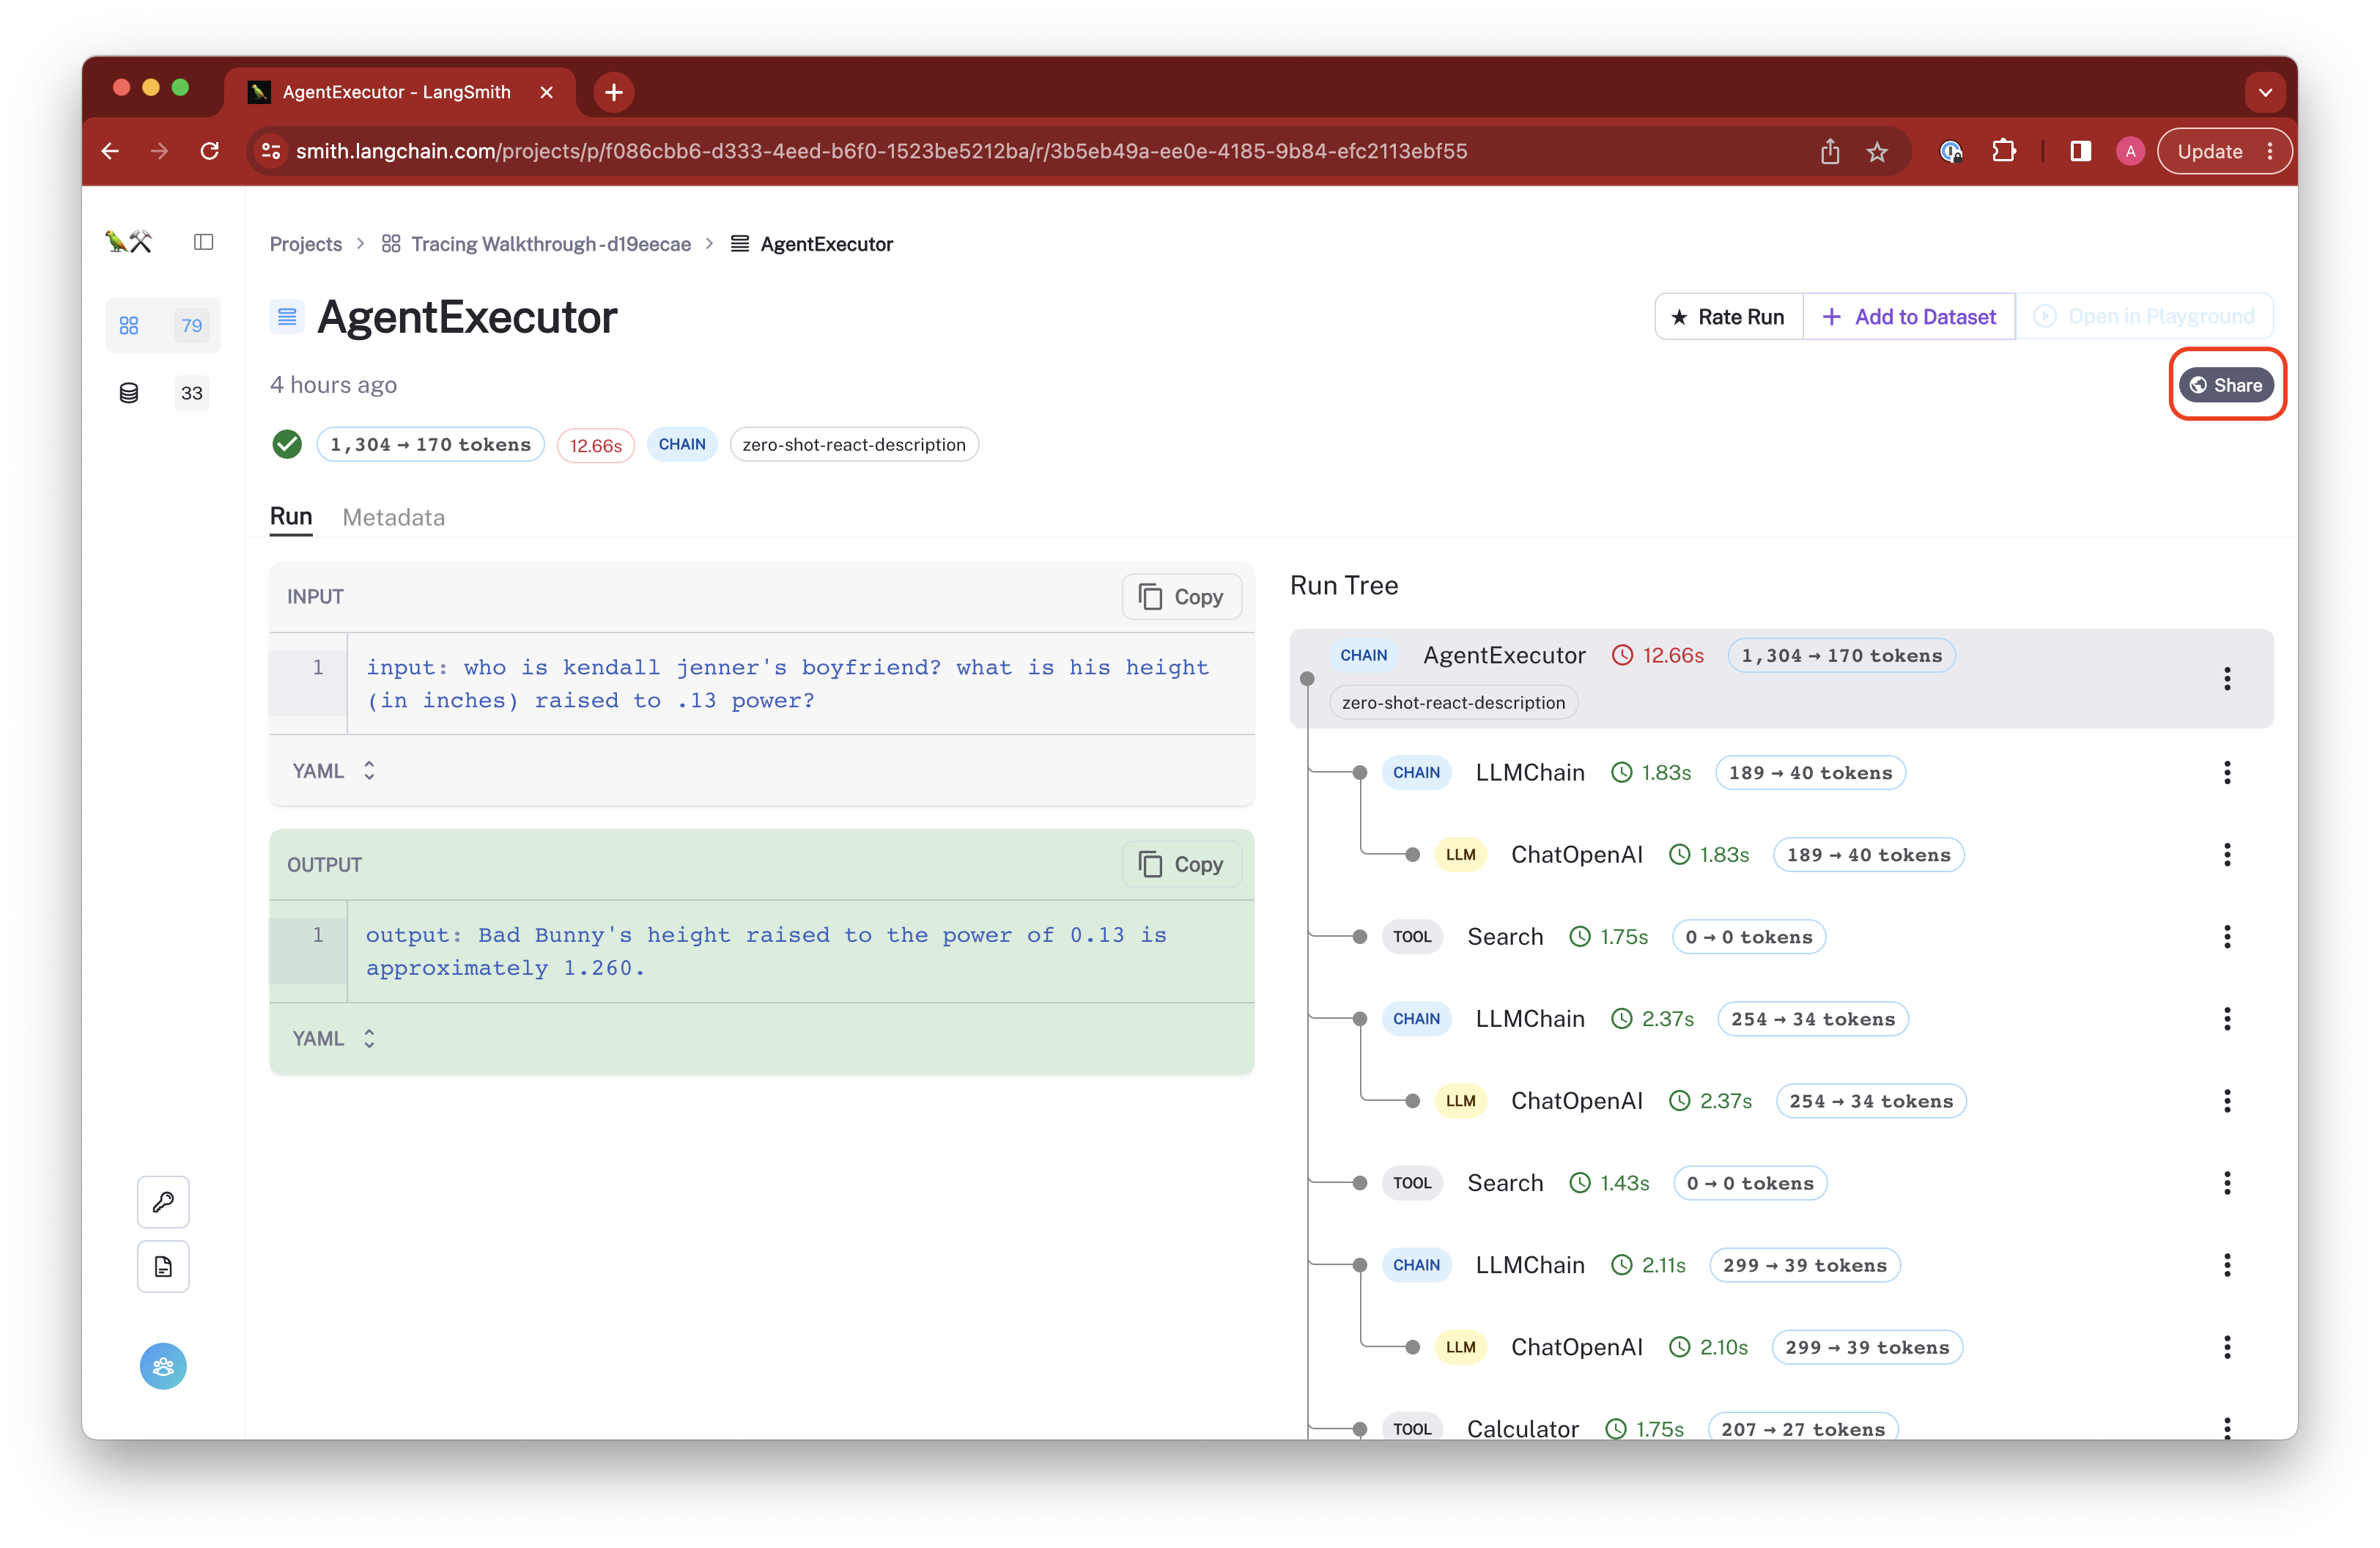 AgentExecutor - LangSmith
smith.langchain.com/projects/p/f086cbb6-d333-4eed-b6f0-1523be5212ba/r/3b5eb49a-ee0e-4185-9b84-efc2113ebf55
A
Update
Projects > Tracing Walkthrough-d19eecae > AgentExecutor
79
33
AgentExecutor
★ Rate Run
+ Add to Dataset
Open in Playground
4 hours ago
Share
1,304 → 170 tokens
12.66s
CHAIN
zero-shot-react-description
Run
Metadata
INPUT
Copy
1
input: who is kendall jenner's boyfriend? what is his height
(in inches) raised to .13 power?
YAML
OUTPUT
Copy
1
output: Bad Bunny's height raised to the power of 0.13 is
approximately 1.260.
YAML
Run Tree
CHAIN AgentExecutor 12.66s 1,304 → 170 tokens
zero-shot-react-description
CHAIN LLMChain 1.83s 189 → 40 tokens
LLM ChatOpenAI 1.83s 189 → 40 tokens
TOOL Search 1.75s 0 → 0 tokens
CHAIN LLMChain 2.37s 254 → 34 tokens
LLM ChatOpenAI 2.37s 254 → 34 tokens
TOOL Search 1.43s 0 → 0 tokens
CHAIN LLMChain 2.11s 299 → 39 tokens
LLM ChatOpenAI 2.10s 299 → 39 tokens
TOOL Calculator 1.75s 207 → 27 tokens